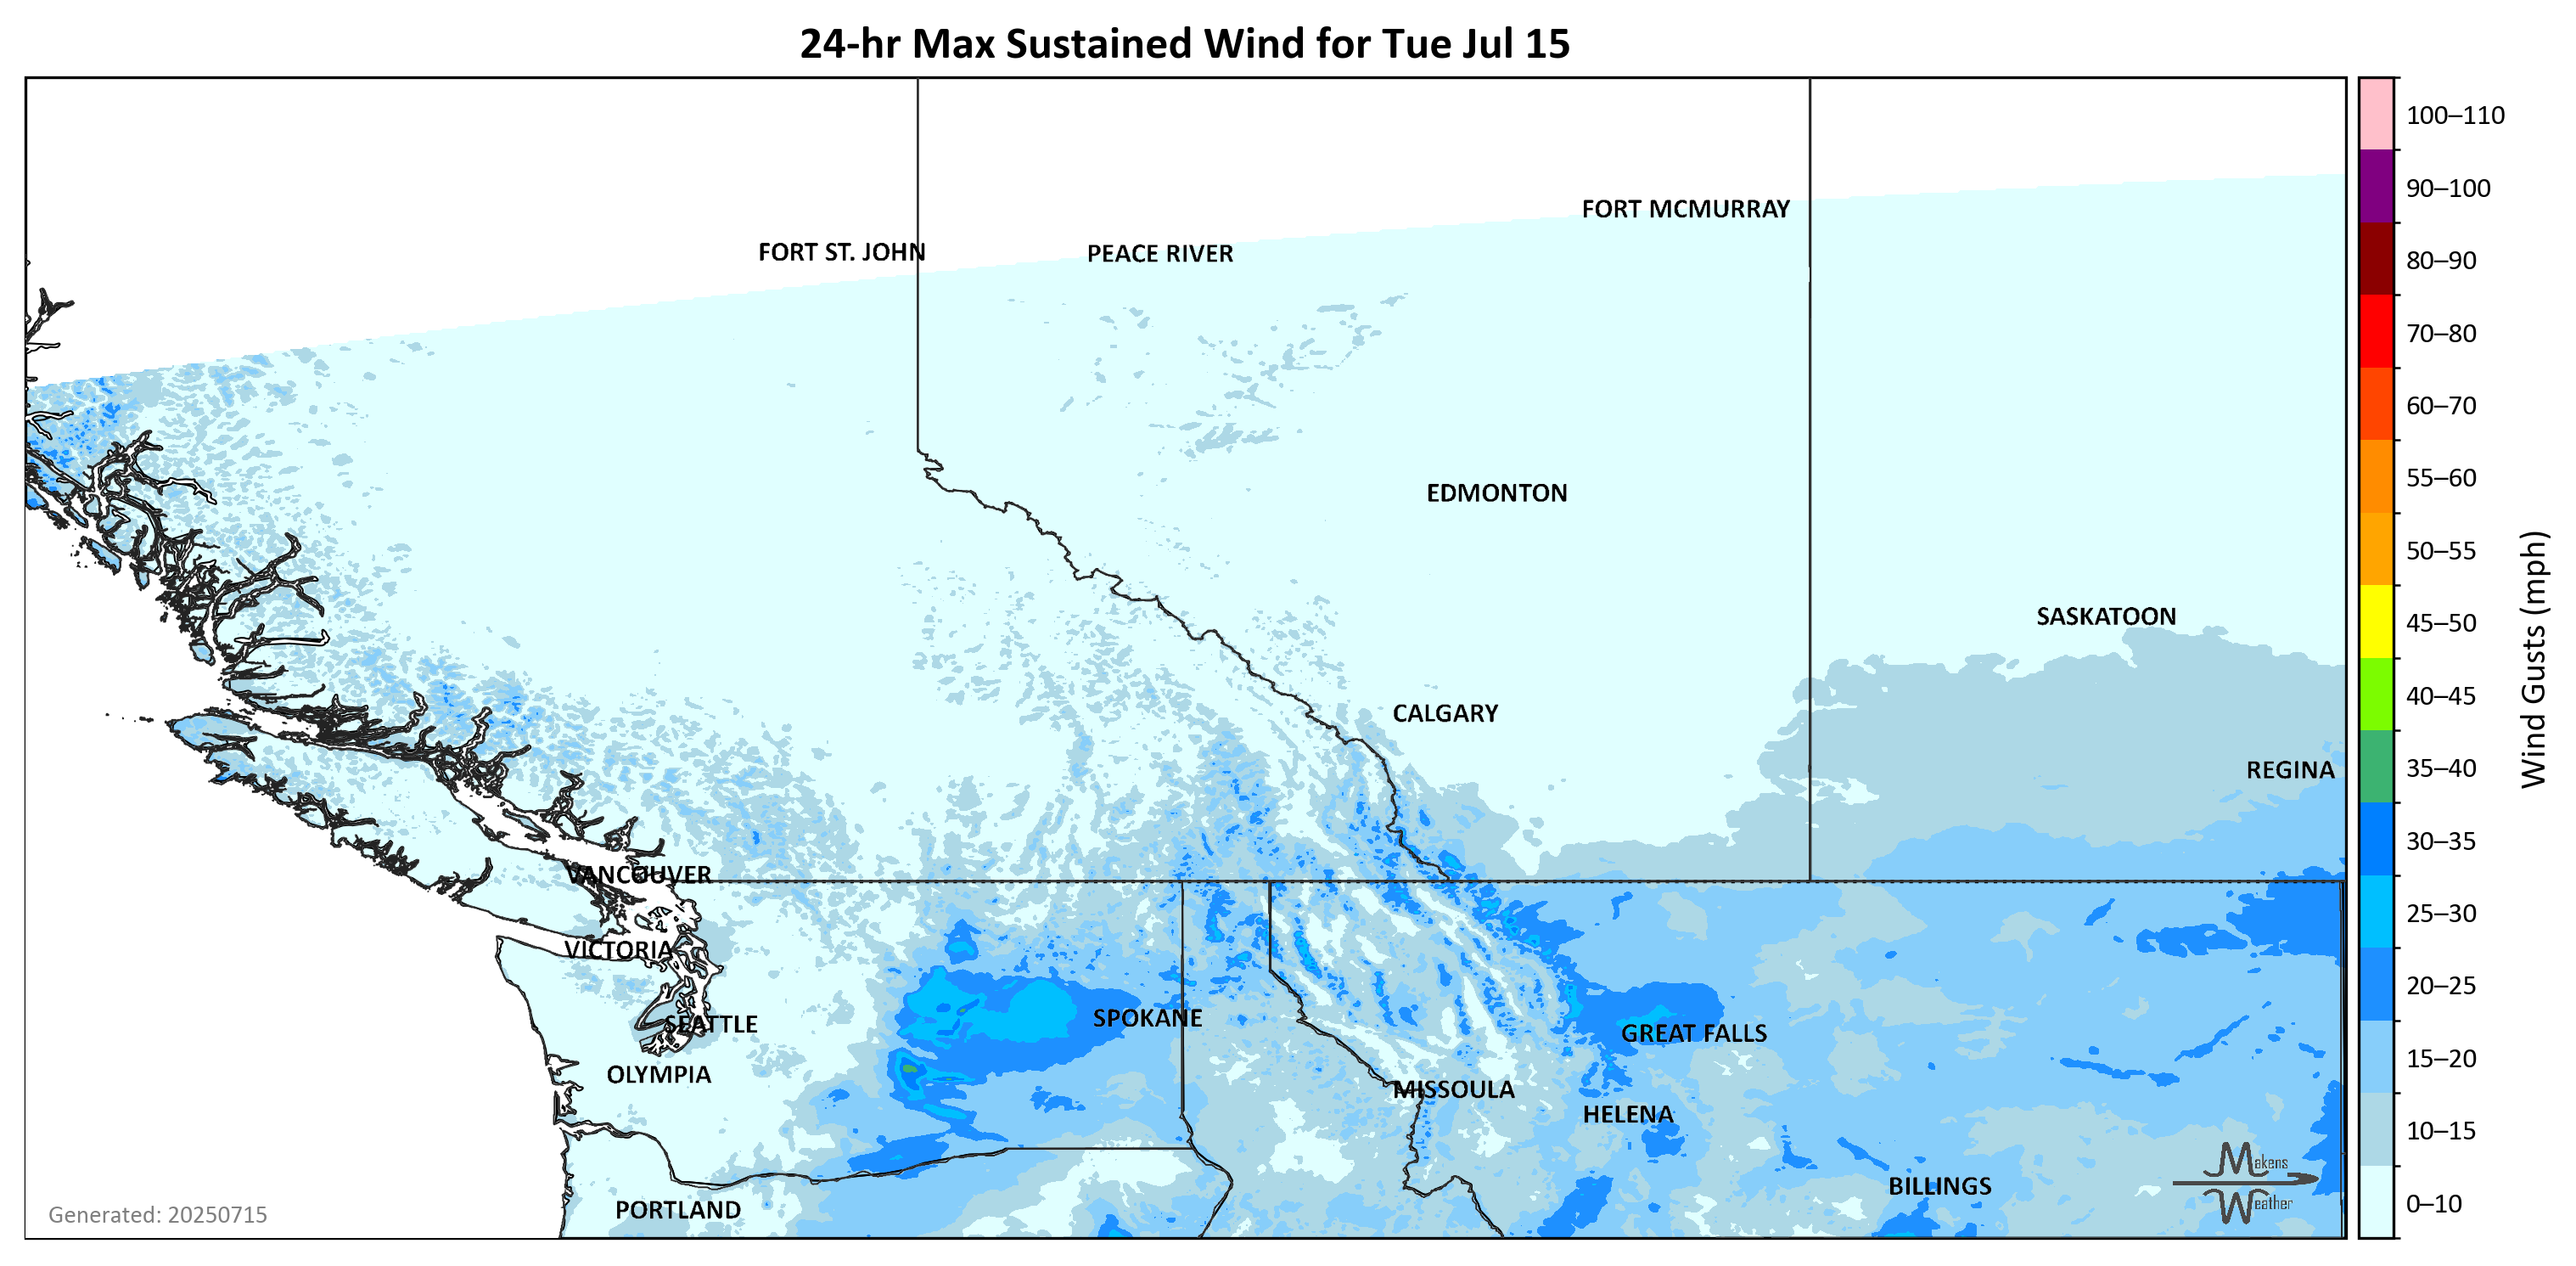 24-hr Max Sustained Wind for Tue Jul 15
100–110
90–100
80–90
70–80
60–70
55–60
50–55
45–50
40–45
35–40
30–35
25–30
20–25
15–20
10–15
0–10
Wind Gusts (mph)
FORT MCMURRAY
FORT ST. JOHN
PEACE RIVER
EDMONTON
SASKATOON
CALGARY
REGINA
VANCOUVER
VICTORIA
SEATTLE
SPOKANE
GREAT FALLS
OLYMPIA
MISSOULA
HELENA
BILLINGS
PORTLAND
Makens
Weather
Generated: 20250715